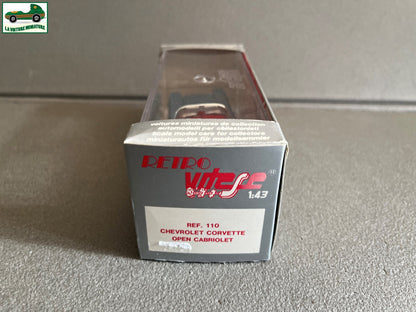 LA VOITURE MINIATURE
voitures miniatures de collection
automodelli per collezionisti
scale model cars for collectors
miniaturautos für modellsammler
RETRO
vitesse
1:43
REF. 110
CHEVROLET CORVETTE
OPEN CABRIOLET